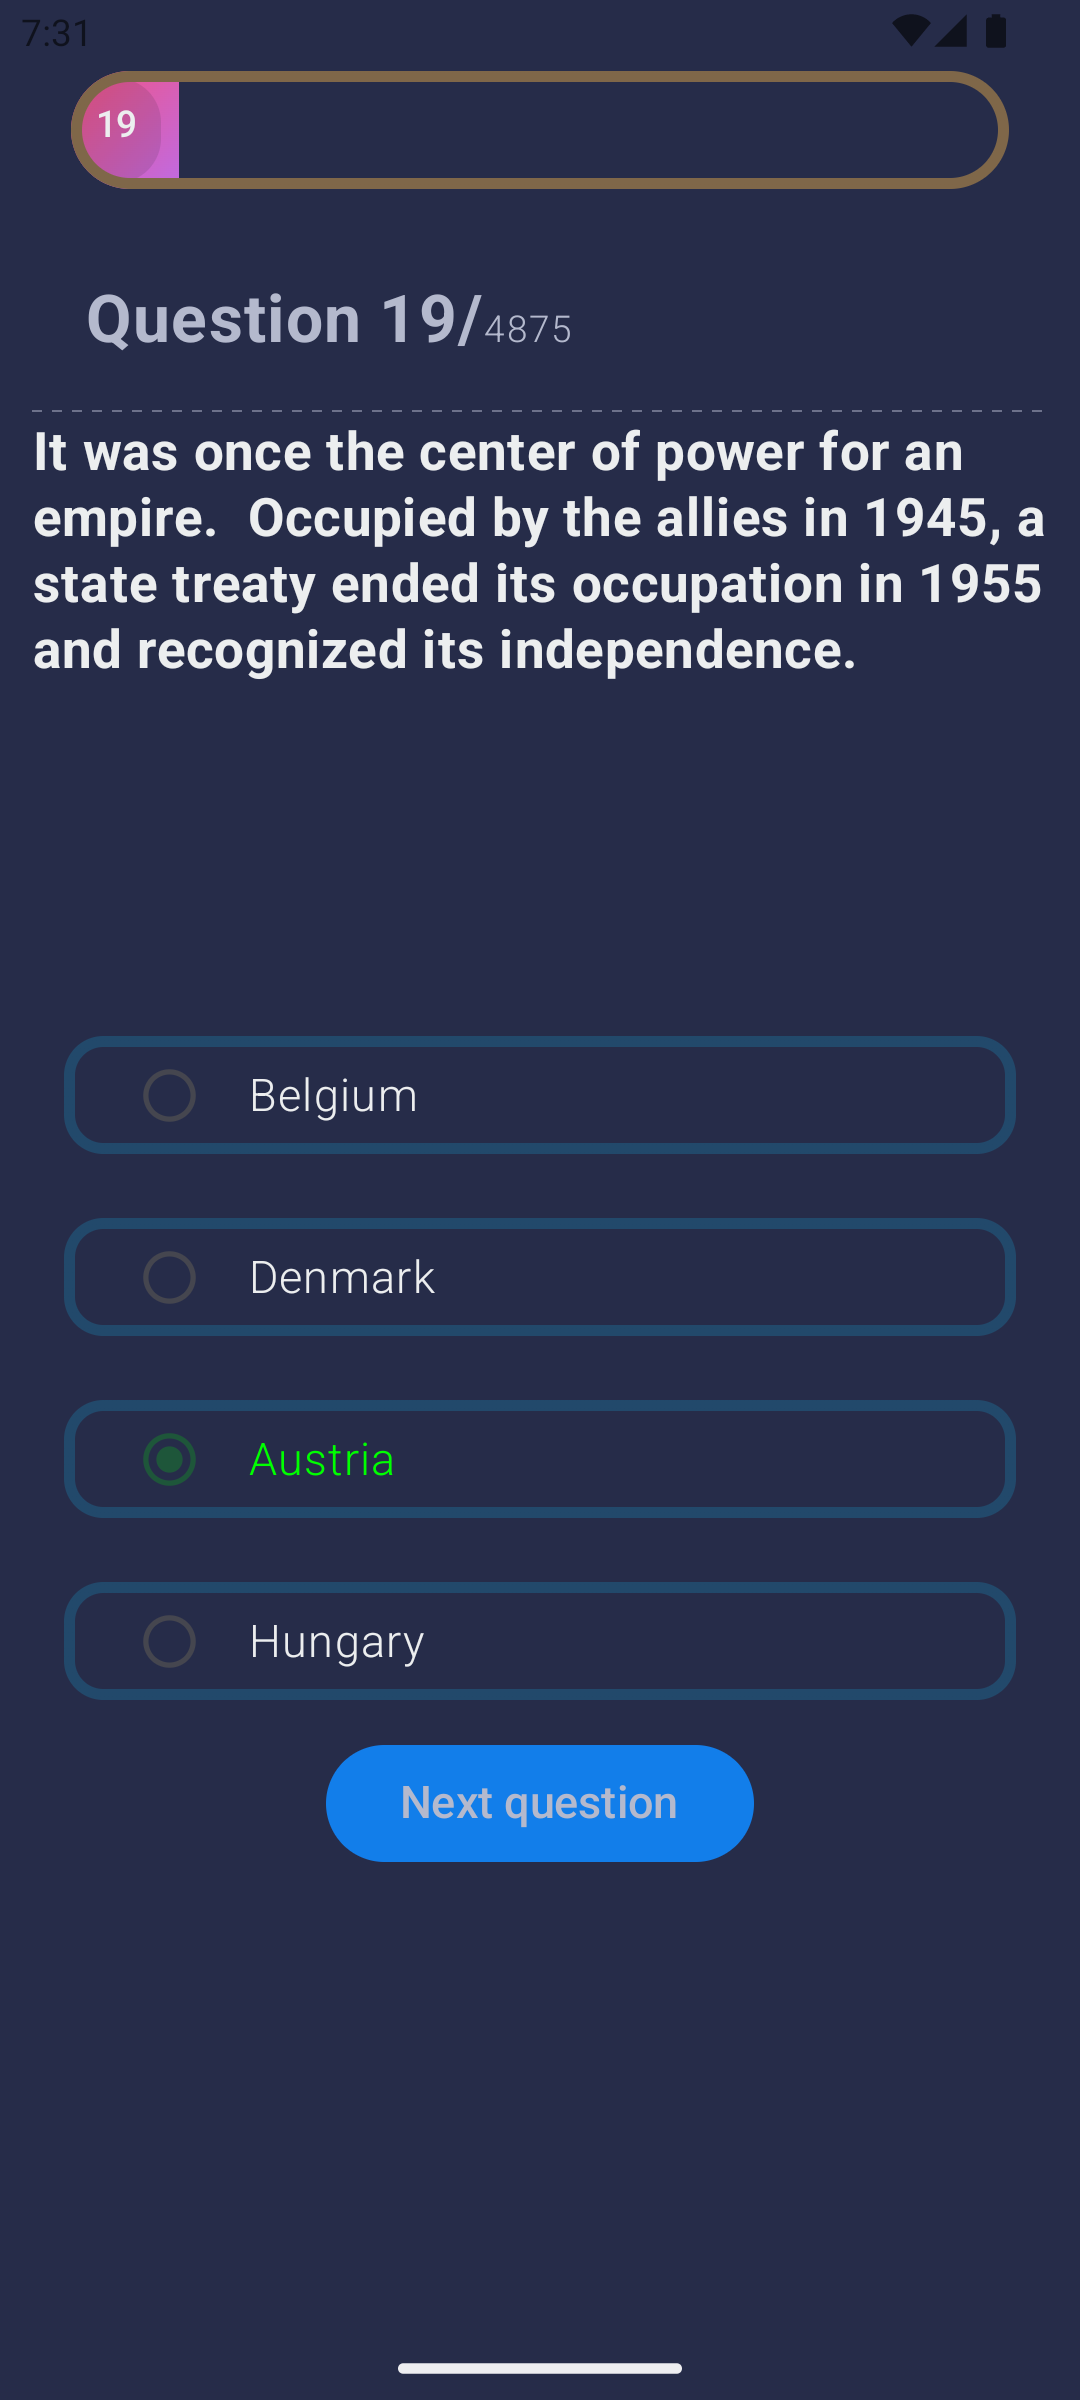 7:31
19
Question 19/4875
It was once the center of power for an
empire.  Occupied by the allies in 1945, a
state treaty ended its occupation in 1955
and recognized its independence.
Belgium
Denmark
Austria
Hungary
Next question